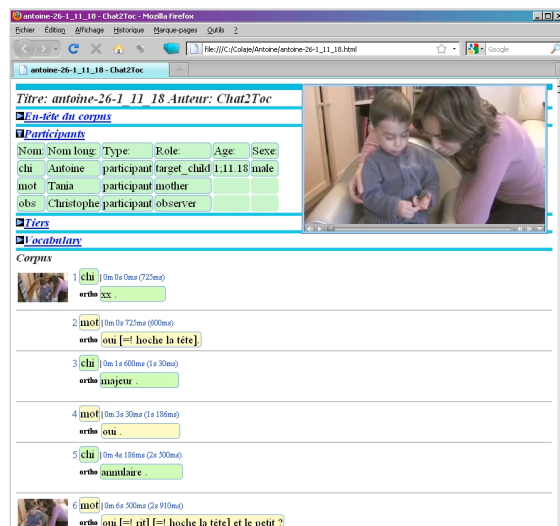 antoine-26-1_11_18 - Chat2Toc - Mozilla Firefox
Fichier Édition Affichage Historique Marque-pages Outils ?
file:///C:/Colaje/Antoine/antoine-26-1_11_18.html
Google
antoine-26-1_11_18 - Chat2Toc
Titre: antoine-26-1_11_18 Auteur: Chat2Toc
En-tête du corpus
Participants
Nom: Nom long: Type: Role: Age: Sexe:
chi Antoine participant target_child 1;11.18 male
mot Tania participant mother
obs Christophe participant observer
Tiers
Vocabulary
Corpus
1 chi | 0m 0s 0ms (725ms)
ortho xx .
2 mot | 0m 0s 725ms (600ms)
ortho oui [=! hoche la tête].
3 chi | 0m 1s 600ms (1s 30ms)
ortho majeur .
4 mot | 0m 3s 30ms (1s 186ms)
ortho oui .
5 chi | 0m 4s 186ms (2s 500ms)
ortho annulaire .
6 mot | 0m 6s 500ms (2s 910ms)
ortho oui [=! rit] [=! hoche la tête] et le petit ?